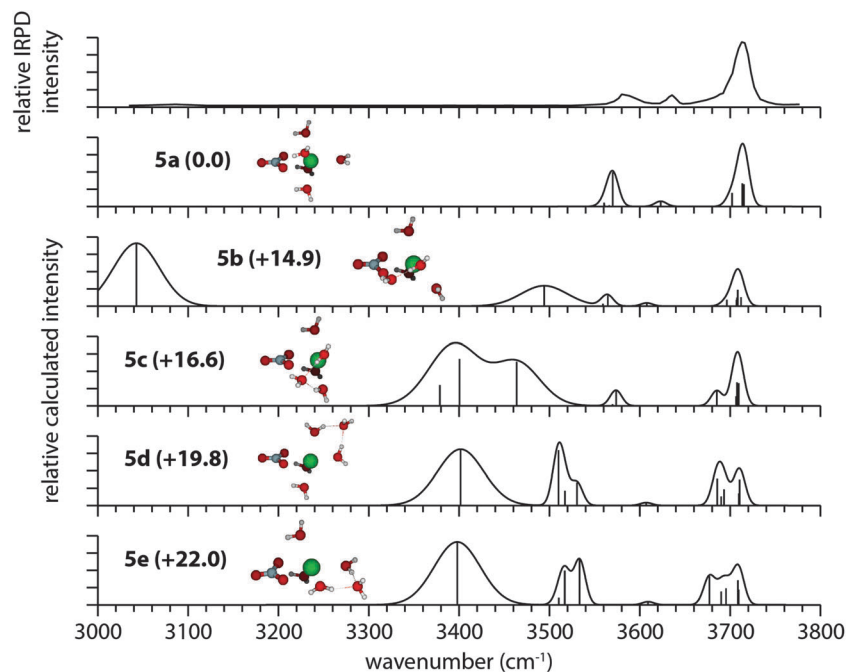 relative IRPD
intensity
5a (0.0)
5b (+14.9)
5c (+16.6)
5d (+19.8)
5e (+22.0)
relative calculated intensity
3000 3100 3200 3300 3400 3500 3600 3700 3800
wavenumber (cm⁻¹)